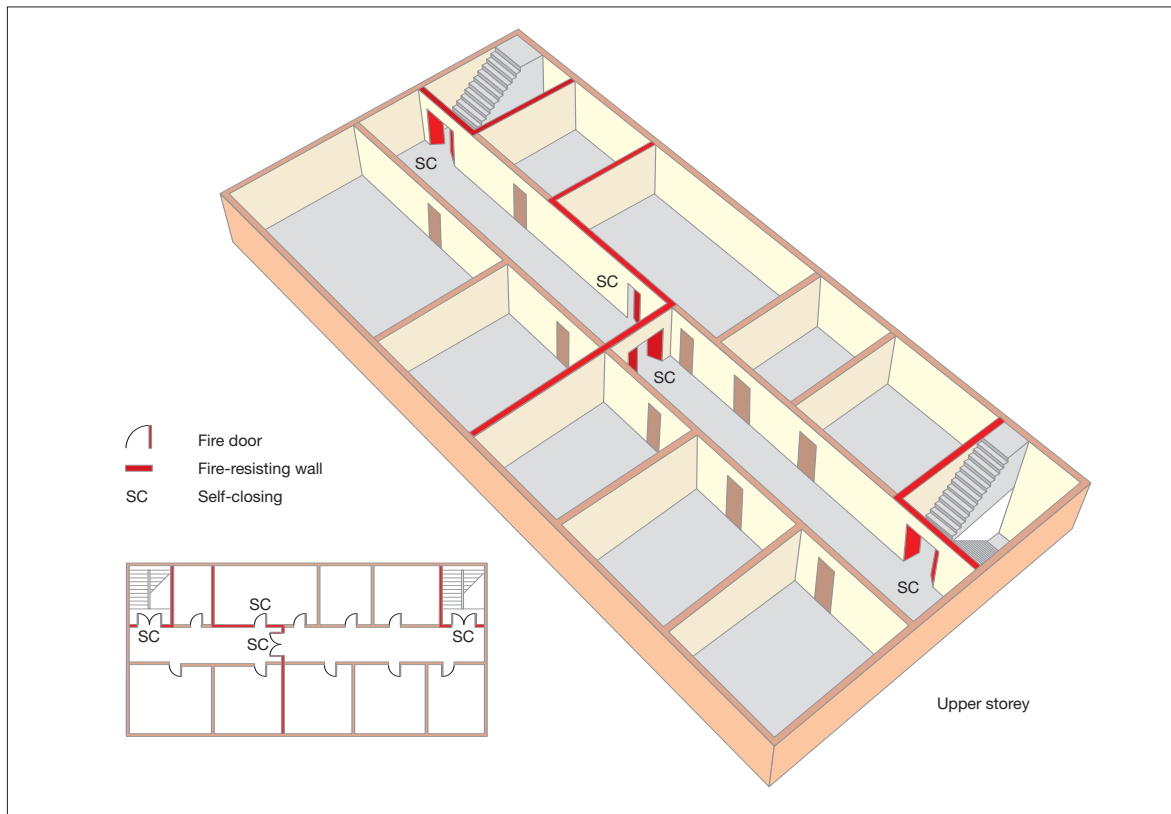 SC
SC
SC
Fire door
Fire-resisting wall
SC Self-closing
SC
SC
SC
SC
SC
Upper storey